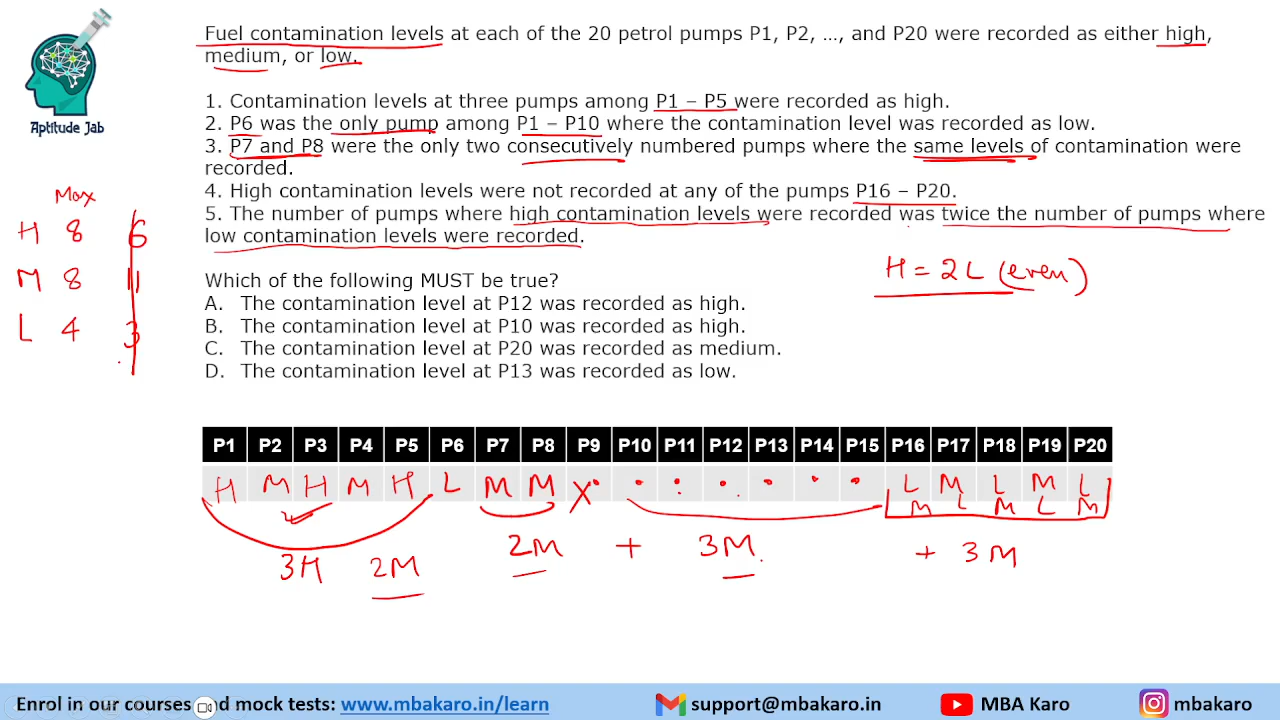 Fuel contamination levels at each of the 20 petrol pumps P1, P2, ..., and P20 were recorded as either high,
medium, or low.
Aptitude Jab
1. Contamination levels at three pumps among P1 – P5 were recorded as high.
2. P6 was the only pump among P1 – P10 where the contamination level was recorded as low.
3. P7 and P8 were the only two consecutively numbered pumps where the same levels of contamination were
recorded.
4. High contamination levels were not recorded at any of the pumps P16 – P20.
5. The number of pumps where high contamination levels were recorded was twice the number of pumps where
low contamination levels were recorded.
Max
H 8 6
M 8 11
L 4 3
H = 2L (even)
Which of the following MUST be true?
A. The contamination level at P12 was recorded as high.
B. The contamination level at P10 was recorded as high.
C. The contamination level at P20 was recorded as medium.
D. The contamination level at P13 was recorded as low.
P1 P2 P3 P4 P5 P6 P7 P8 P9 P10 P11 P12 P13 P14 P15 P16 P17 P18 P19 P20
H M H M H L M M X L M L M L
M L M L M
3H 2M 2M + 3M + 3M
Enrol in our courses and mock tests: www.mbakaro.in/learn support@mbakaro.in MBA Karo mbakaro